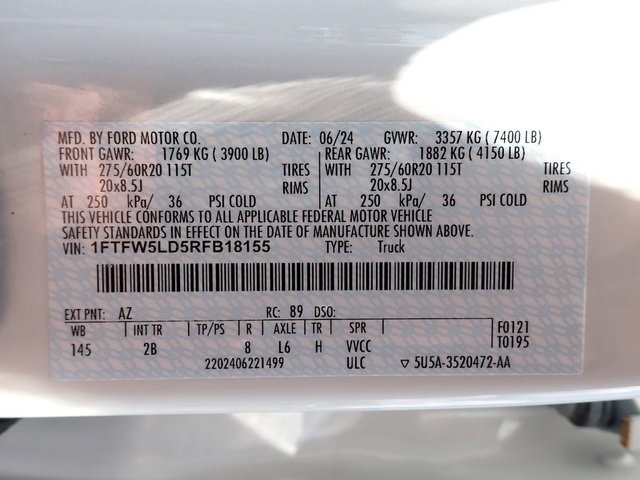 MFD. BY FORD MOTOR CO. DATE: 06/24 GVWR: 3357 KG ( 7400 LB)
FRONT GAWR: 1769 KG ( 3900 LB) REAR GAWR: 1882 KG ( 4150 LB)
WITH 275/60R20 115T TIRES WITH 275/60R20 115T TIRES
20x8.5J RIMS 20x8.5J RIMS
AT 250 kPa/ 36 PSI COLD AT 250 kPa/ 36 PSI COLD
THIS VEHICLE CONFORMS TO ALL APPLICABLE FEDERAL MOTOR VEHICLE
SAFETY STANDARDS IN EFFECT ON THE DATE OF MANUFACTURE SHOWN ABOVE.
VIN: 1FTFW5LD5RFB18155 TYPE: Truck
EXT PNT: AZ RC: 89 DSO:
WB INT TR TP/PS R AXLE TR SPR F0121
145 2B 8 L6 H VVCC T0195
2202406221499 ULC ▽ 5U5A-3520472-AA